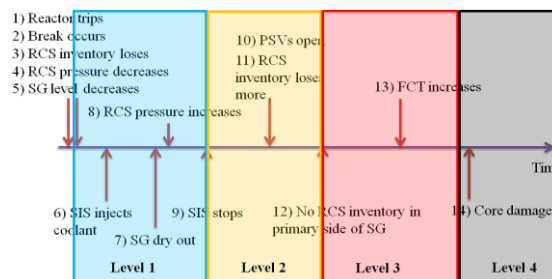 1) Reactor trips
2) Break occurs
3) RCS inventory loses
4) RCS pressure decreases
5) SG level decreases
8) RCS pressure increases
10) PSVs open
11) RCS
inventory loses
more
13) FCT increases
Tim
6) SIS injects
coolant
7) SG dry out
9) SIS stops
12) No RCS inventory in
primary side of SG
14) Core damage
Level 1
Level 2
Level 3
Level 4